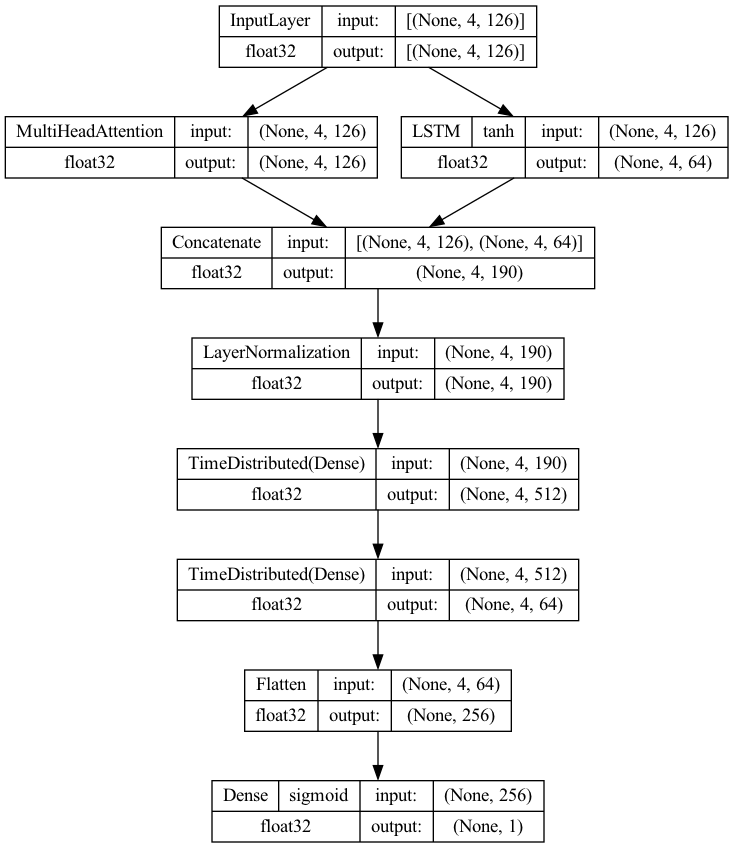 InputLayer input: [(None, 4, 126)]
float32 output: [(None, 4, 126)]
MultiHeadAttention input: (None, 4, 126)
float32 output: (None, 4, 126)
LSTM tanh input: (None, 4, 126)
float32 output: (None, 4, 64)
Concatenate input: [(None, 4, 126), (None, 4, 64)]
float32 output: (None, 4, 190)
LayerNormalization input: (None, 4, 190)
float32 output: (None, 4, 190)
TimeDistributed(Dense) input: (None, 4, 190)
float32 output: (None, 4, 512)
TimeDistributed(Dense) input: (None, 4, 512)
float32 output: (None, 4, 64)
Flatten input: (None, 4, 64)
float32 output: (None, 256)
Dense sigmoid input: (None, 256)
float32 output: (None, 1)